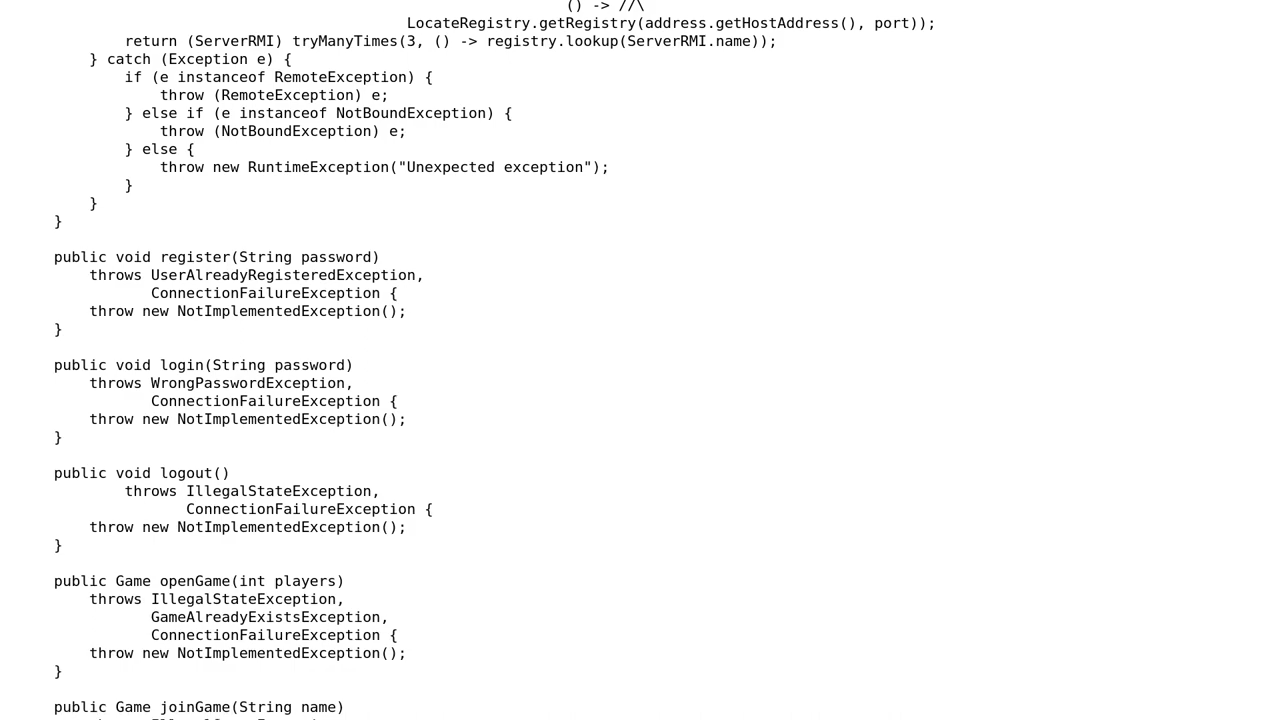 () -> //\
LocateRegistry.getRegistry(address.getHostAddress(), port));
return (ServerRMI) tryManyTimes(3, () -> registry.lookup(ServerRMI.name));
} catch (Exception e) {
if (e instanceof RemoteException) {
throw (RemoteException) e;
} else if (e instanceof NotBoundException) {
throw (NotBoundException) e;
} else {
throw new RuntimeException("Unexpected exception");
}
}
}
public void register(String password)
throws UserAlreadyRegisteredException,
ConnectionFailureException {
throw new NotImplementedException();
}
public void login(String password)
throws WrongPasswordException,
ConnectionFailureException {
throw new NotImplementedException();
}
public void logout()
throws IllegalStateException,
ConnectionFailureException {
throw new NotImplementedException();
}
public Game openGame(int players)
throws IllegalStateException,
GameAlreadyExistsException,
ConnectionFailureException {
throw new NotImplementedException();
}
public Game joinGame(String name)